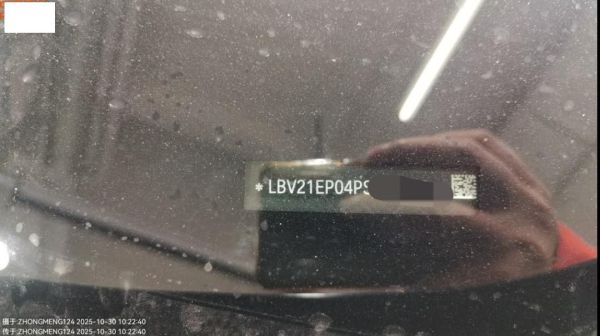 * LBV21EP04PS
摄于:ZHONGMENG124 2025-10-30 10:22:40
传于:ZHONGMENG124 2025-10-30 10:22:40